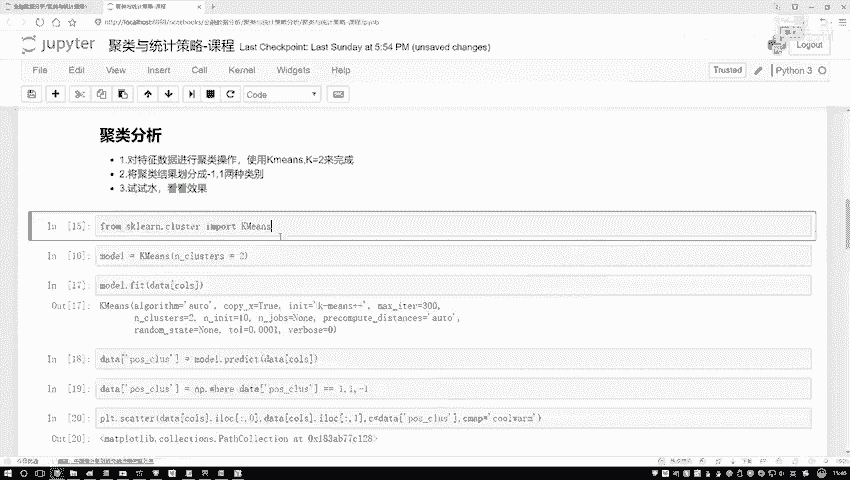 jupyter 聚类与统计策略-课程 Last Checkpoint: Last Sunday at 5:54 PM (unsaved changes)
Logout
File Edit View Insert Cell Kernel Widgets Help
Trusted Python 3
Code
聚类分析
1.对特征数据进行聚类操作，使用Kmeans,K=2来完成
2.将聚类结果划分成-1,1两种类别
3.试试水，看看效果
In [15]: from sklearn.cluster import KMeans
In [16]: model = KMeans(n_clusters = 2)
In [17]: model.fit(data[cols])
Out[17]: KMeans(algorithm='auto', copy_x=True, init='k-means++', max_iter=300,
n_clusters=2, n_init=10, n_jobs=None, precompute_distances='auto',
random_state=None, tol=0.0001, verbose=0)
In [18]: data['pos_clus'] = model.predict(data[cols])
In [19]: data['pos_clus'] = np.where(data['pos_clus'] == 1,1,-1
In [20]: plt.scatter(data[cols].iloc[:,0],data[cols].iloc[:,1],c=data['pos_clus'],cmap='coolwarm')
Out[20]: <matplotlib.collections.PathCollection at 0x183ab77c128>